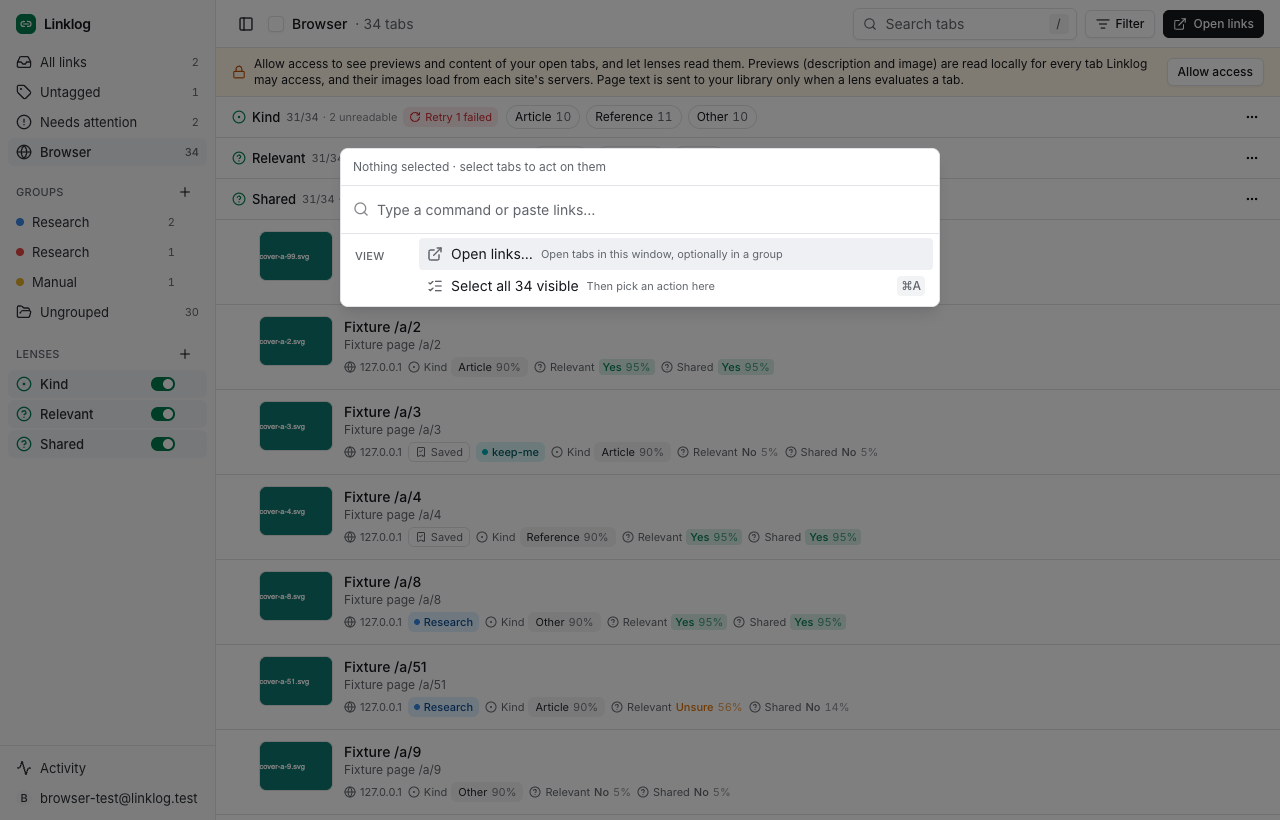 Linklog
All links 2
Untagged 1
Needs attention 2
Browser 34
GROUPS
Research 2
Research 1
Manual 1
Ungrouped 30
LENSES
Kind
Relevant
Shared
Activity
B browser-test@linklog.test
Browser · 34 tabs
Search tabs /
Filter
Open links
Allow access to see previews and content of your open tabs, and let lenses read them. Previews (description and image) are read locally for every tab Linklog
may access, and their images load from each site's servers. Page text is sent to your library only when a lens evaluates a tab.
Allow access
Kind 31/34 · 2 unreadable Retry 1 failed Article 10 Reference 11 Other 10
Relevant 31/34
Shared 31/34
Nothing selected · select tabs to act on them
Type a command or paste links...
VIEW
Open links... Open tabs in this window, optionally in a group
Select all 34 visible Then pick an action here ⌘A
cover-a-99.svg
cover-a-2.svg
Fixture /a/2
Fixture page /a/2
127.0.0.1 Kind Article 90% Relevant Yes 95% Shared Yes 95%
cover-a-3.svg
Fixture /a/3
Fixture page /a/3
127.0.0.1 Saved keep-me Kind Article 90% Relevant No 5% Shared No 5%
cover-a-4.svg
Fixture /a/4
Fixture page /a/4
127.0.0.1 Saved Kind Reference 90% Relevant Yes 95% Shared Yes 95%
cover-a-8.svg
Fixture /a/8
Fixture page /a/8
127.0.0.1 Research Kind Other 90% Relevant Yes 95% Shared Yes 95%
cover-a-51.svg
Fixture /a/51
Fixture page /a/51
127.0.0.1 Research Kind Article 90% Relevant Unsure 56% Shared No 14%
cover-a-9.svg
Fixture /a/9
Fixture page /a/9
127.0.0.1 Kind Other 90% Relevant No 5% Shared No 5%